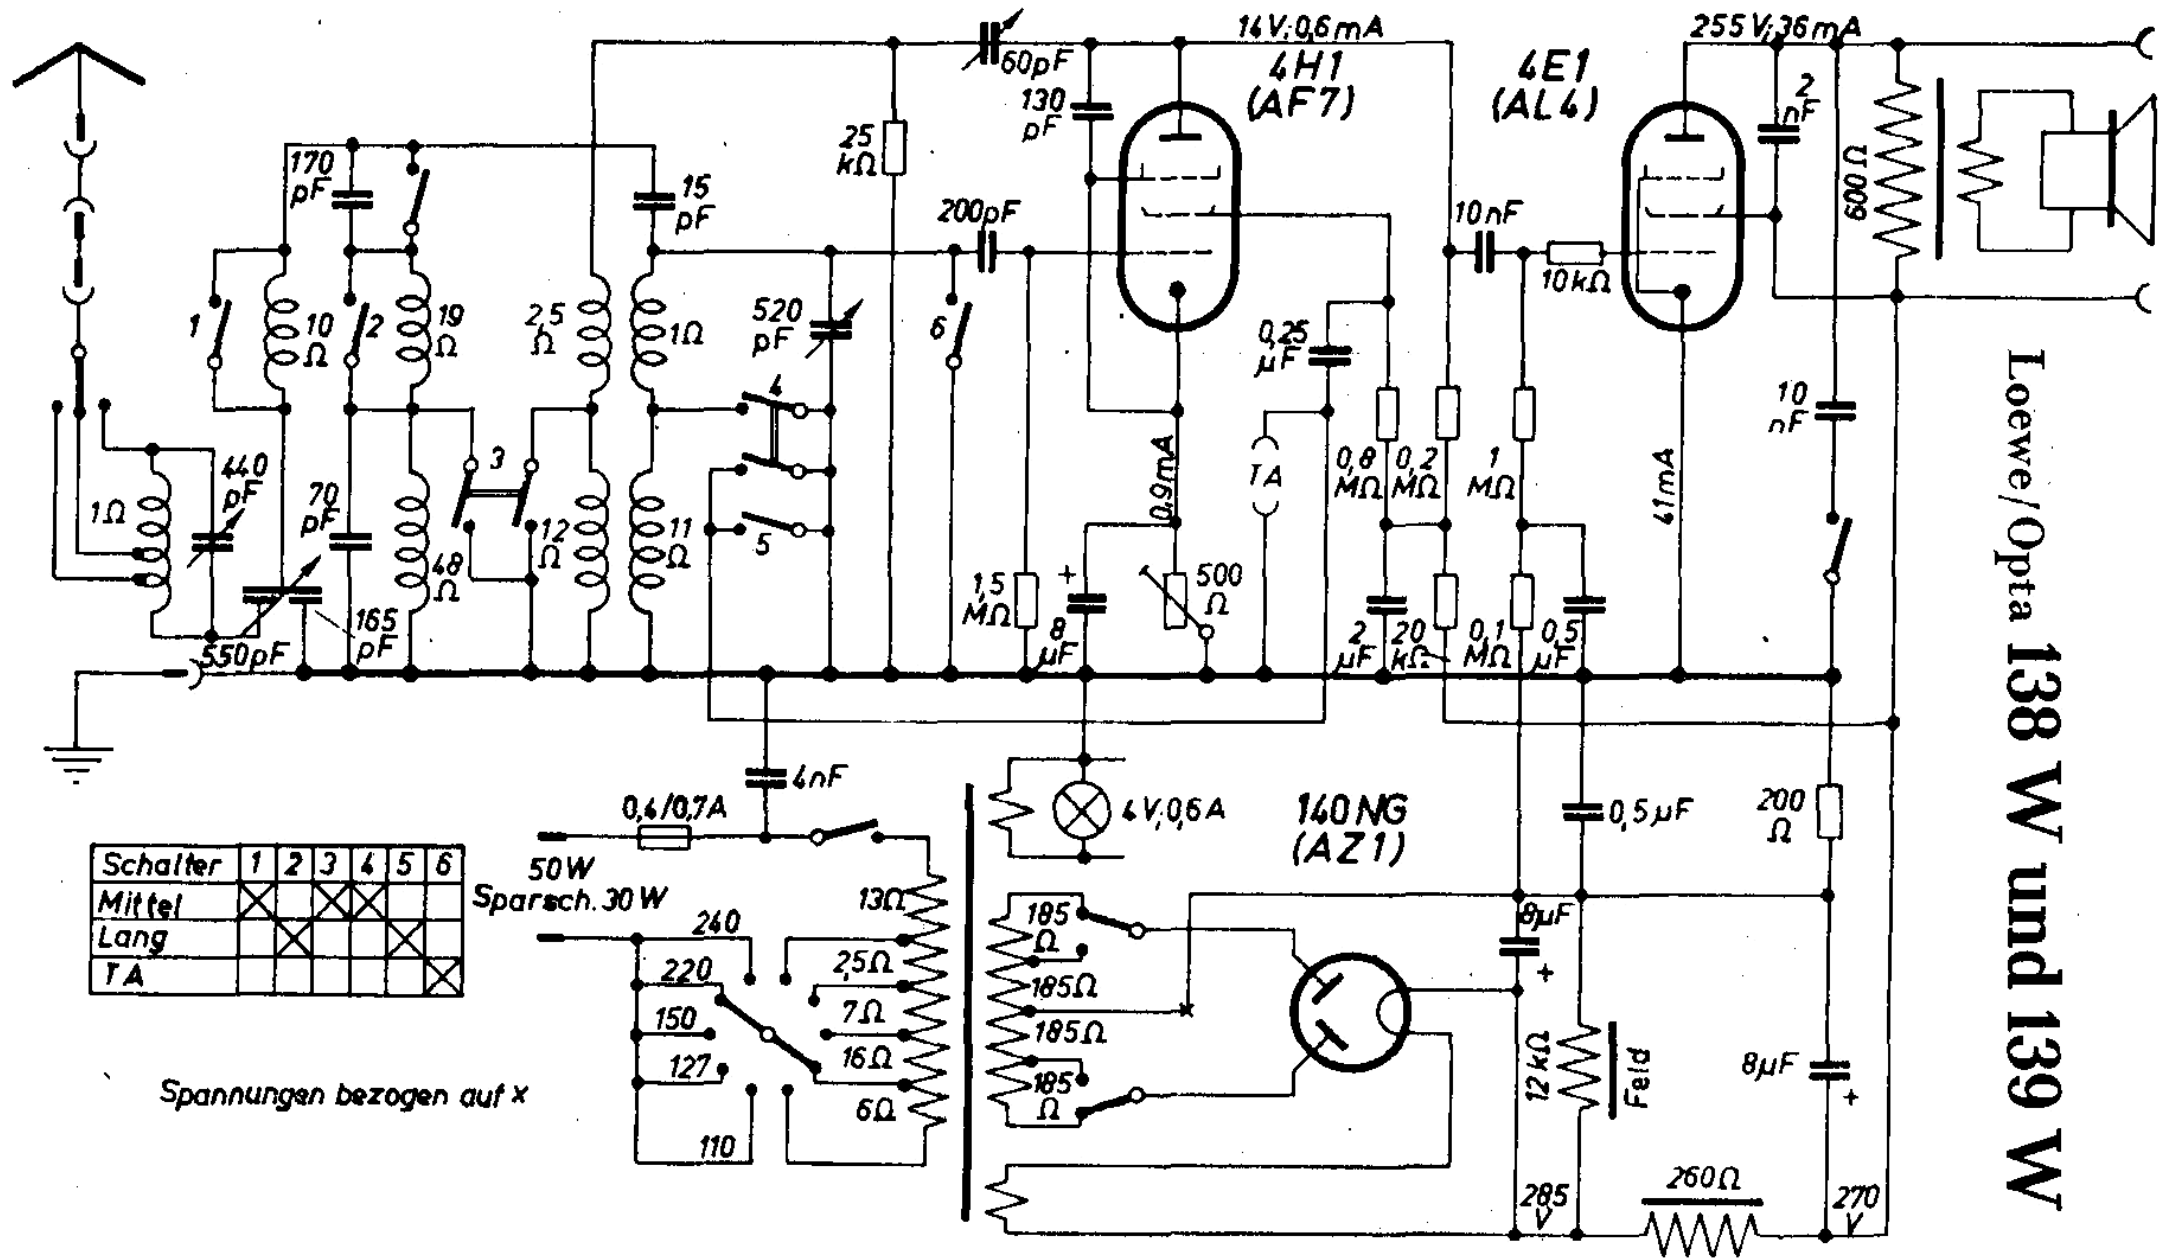 14V; 0,6mA
255V; 36mA
60pF
4H1
(AF7)
4E1
(AL4)
130
pF
2
nF
25
kΩ
170
pF
15
pF
600Ω
200pF
10nF
10kΩ
1
10
Ω
2
19
Ω
2,5
Ω
1Ω
520
pF
6
0,25
µF
4
10
nF
3
TA
0,8
MΩ
0,2
MΩ
1
MΩ
0,9mA
41mA
440
pF
1Ω
70
pF
48
Ω
12
Ω
11
Ω
5
1,5
MΩ
+
8
µF
500
Ω
2
µF
20
kΩ
0,1
MΩ
0,5
µF
165
pF
550pF
Loewe/Opta 138 W und 139 W
4nF
0,4/0,7A
4V; 0,6A
140NG
(AZ1)
0,5µF
200
Ω
50W
Sparsch. 30W
Schalter 1 2 3 4 5 6
Mittel
Lang
TA
13Ω
240
2,5Ω
220
7Ω
150
16Ω
127
6Ω
110
185
Ω
185Ω
185Ω
185
Ω
x
8µF
+
12kΩ
Feld
8µF
+
Spannungen bezogen auf x
260Ω
285
V
270
V